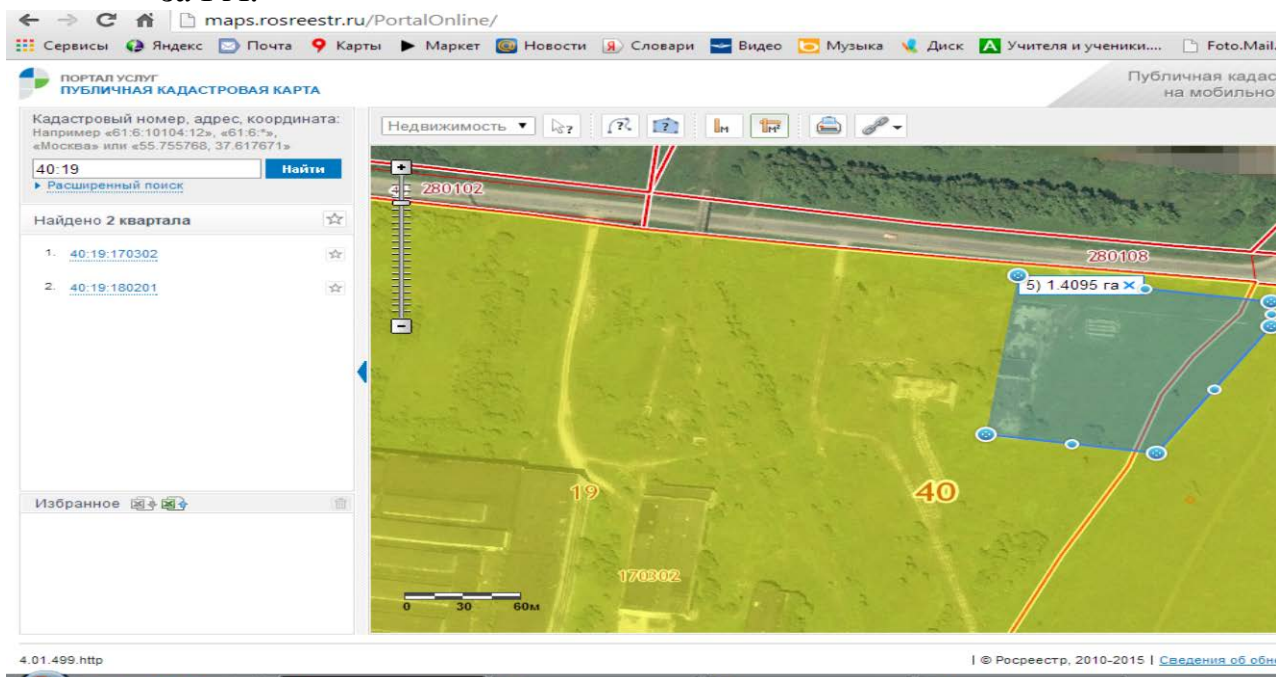 maps.rosreestr.ru/PortalOnline/
Сервисы Яндекс Почта Карты Маркет Новости Словари Видео Музыка Диск Учителя и ученики.... Foto.Mail.
ПОРТАЛ УСЛУГ
ПУБЛИЧНАЯ КАДАСТРОВАЯ КАРТА
Публичная кадас
на мобильно
Кадастровый номер, адрес, координата:
Например «61:6:10104:12», «61:6:*»,
«Москва» или «55.755768, 37.617671»
40:19 Найти
Расширенный поиск
Недвижимость
Найдено 2 квартала
1. 40:19:170302
2. 40:19:180201
Избранное
280102
280108
5) 1.4095 га
19
40
170302
0 30 60м
4.01.499.http
| © Росреестр, 2010-2015 | Сведения об обно